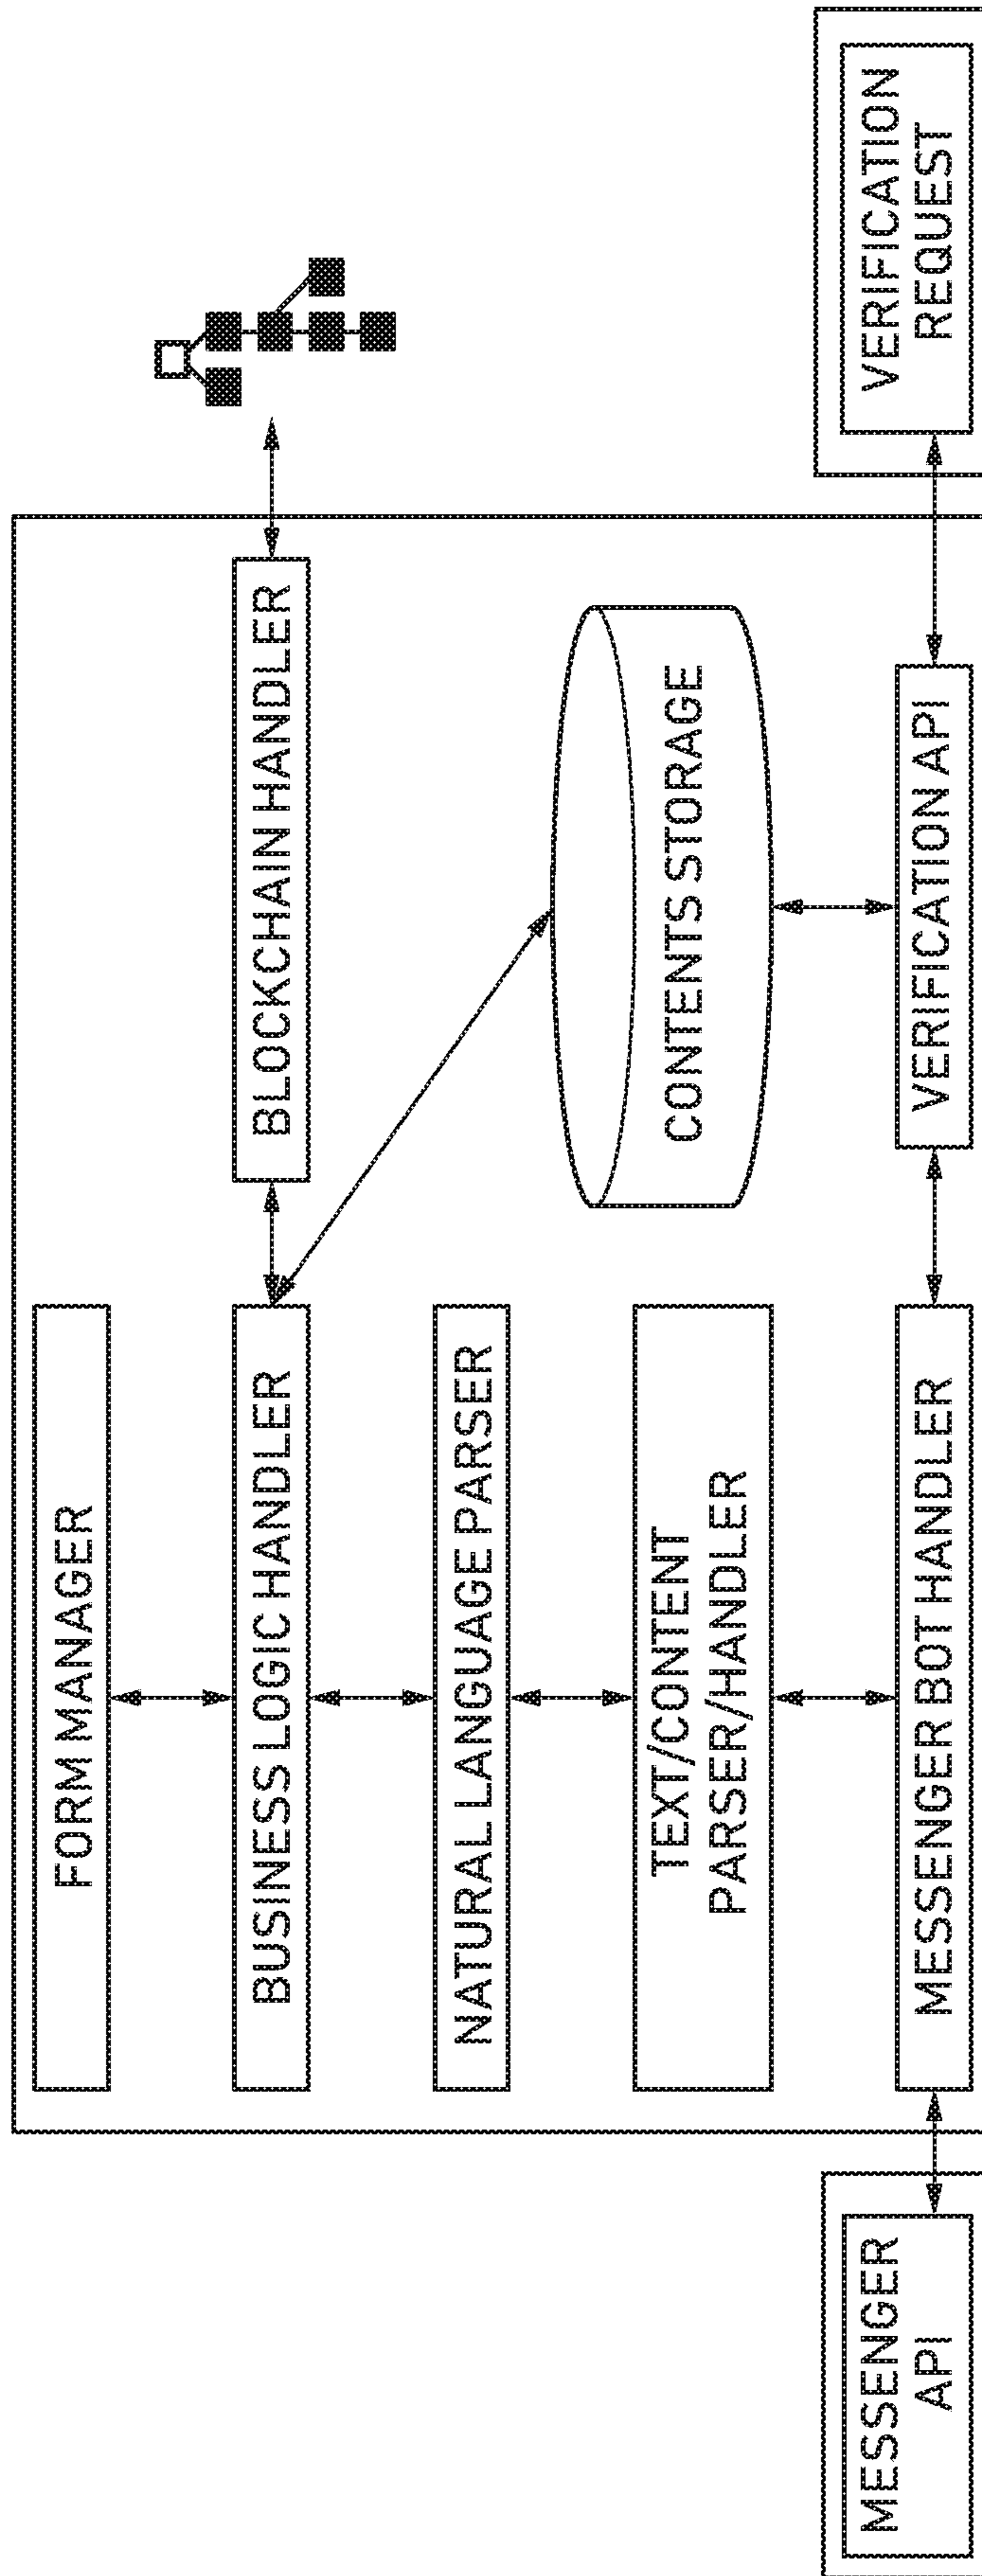 FORM MANAGER
BUSINESS LOGIC HANDLER
BLOCKCHAIN HANDLER
NATURAL LANGUAGE PARSER
TEXT/CONTENT
PARSER/HANDLER
CONTENTS STORAGE
MESSENGER
API
MESSENGER BOT HANDLER
VERIFICATION API
VERIFICATION
REQUEST